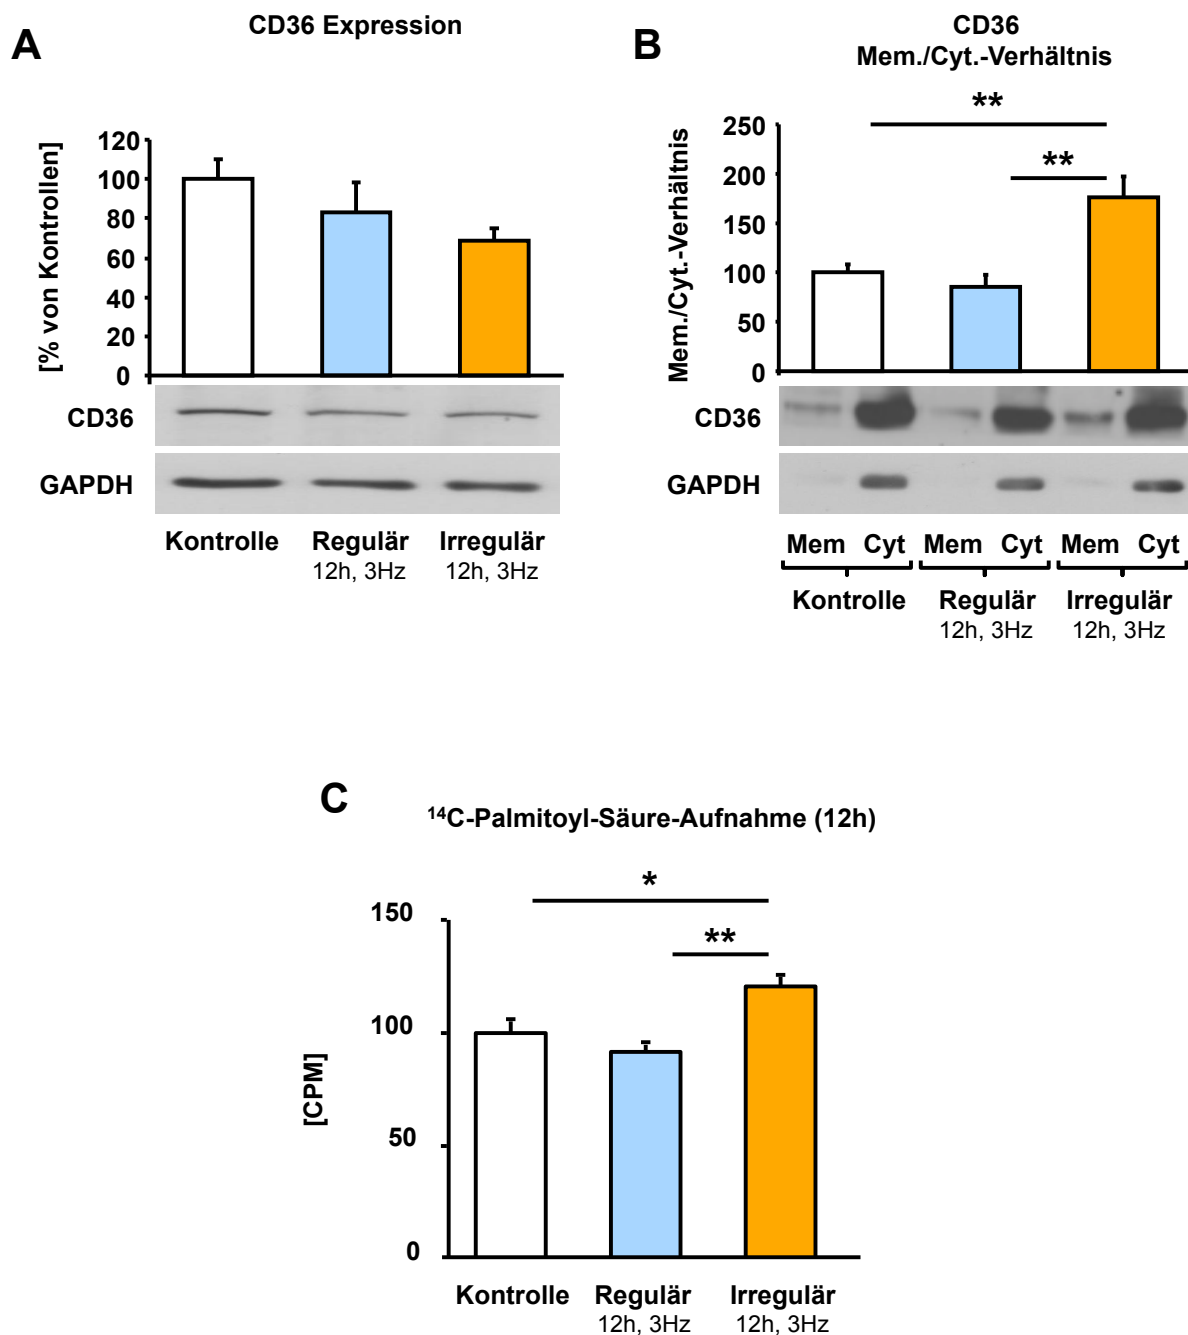 A
CD36 Expression
[% von Kontrollen]
120
100
80
60
40
20
0
CD36
GAPDH
Kontrolle Regulär Irregulär
12h, 3Hz 12h, 3Hz
B
CD36
Mem./Cyt.-Verhältnis
Mem./Cyt.-Verhältnis
**
**
250
200
150
100
50
0
CD36
GAPDH
Mem Cyt Mem Cyt Mem Cyt
Kontrolle Regulär Irregulär
12h, 3Hz 12h, 3Hz
C
¹⁴C-Palmitoyl-Säure-Aufnahme (12h)
*
**
[CPM]
150
100
50
0
Kontrolle Regulär Irregulär
12h, 3Hz 12h, 3Hz